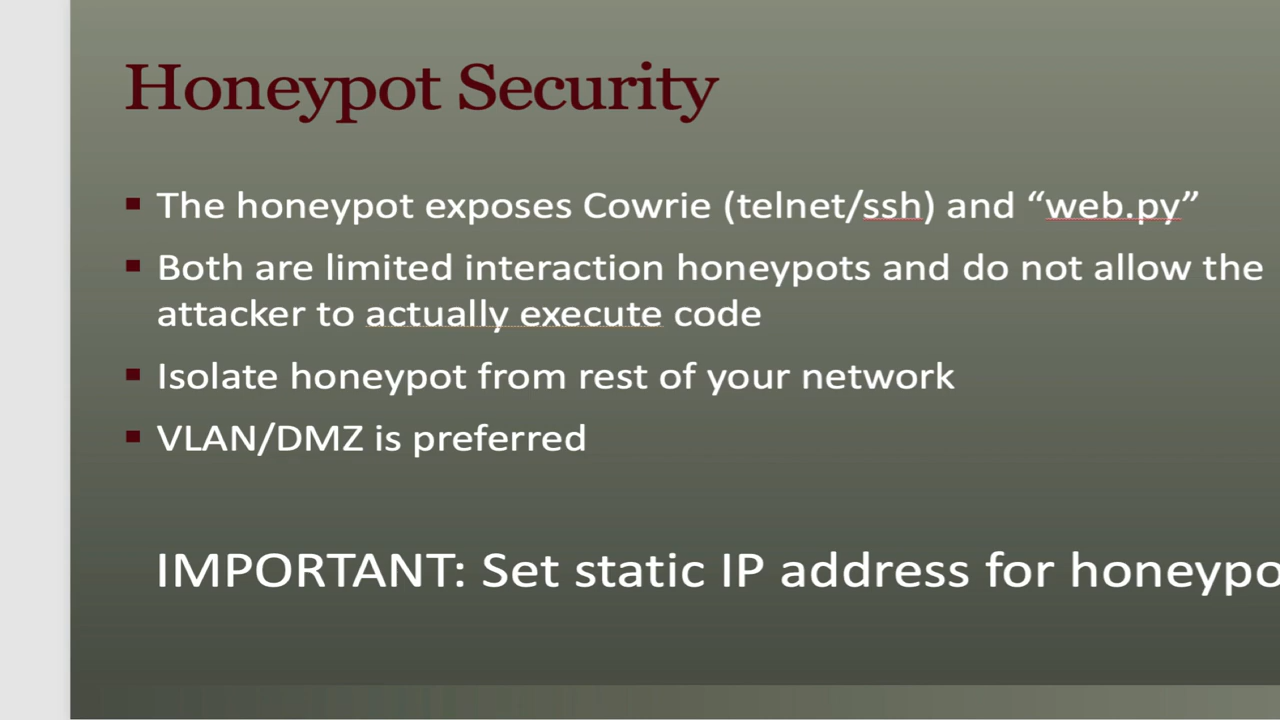 Honeypot Security
The honeypot exposes Cowrie (telnet/ssh) and “web.py”
Both are limited interaction honeypots and do not allow the
attacker to actually execute code
Isolate honeypot from rest of your network
VLAN/DMZ is preferred
IMPORTANT: Set static IP address for honeypo